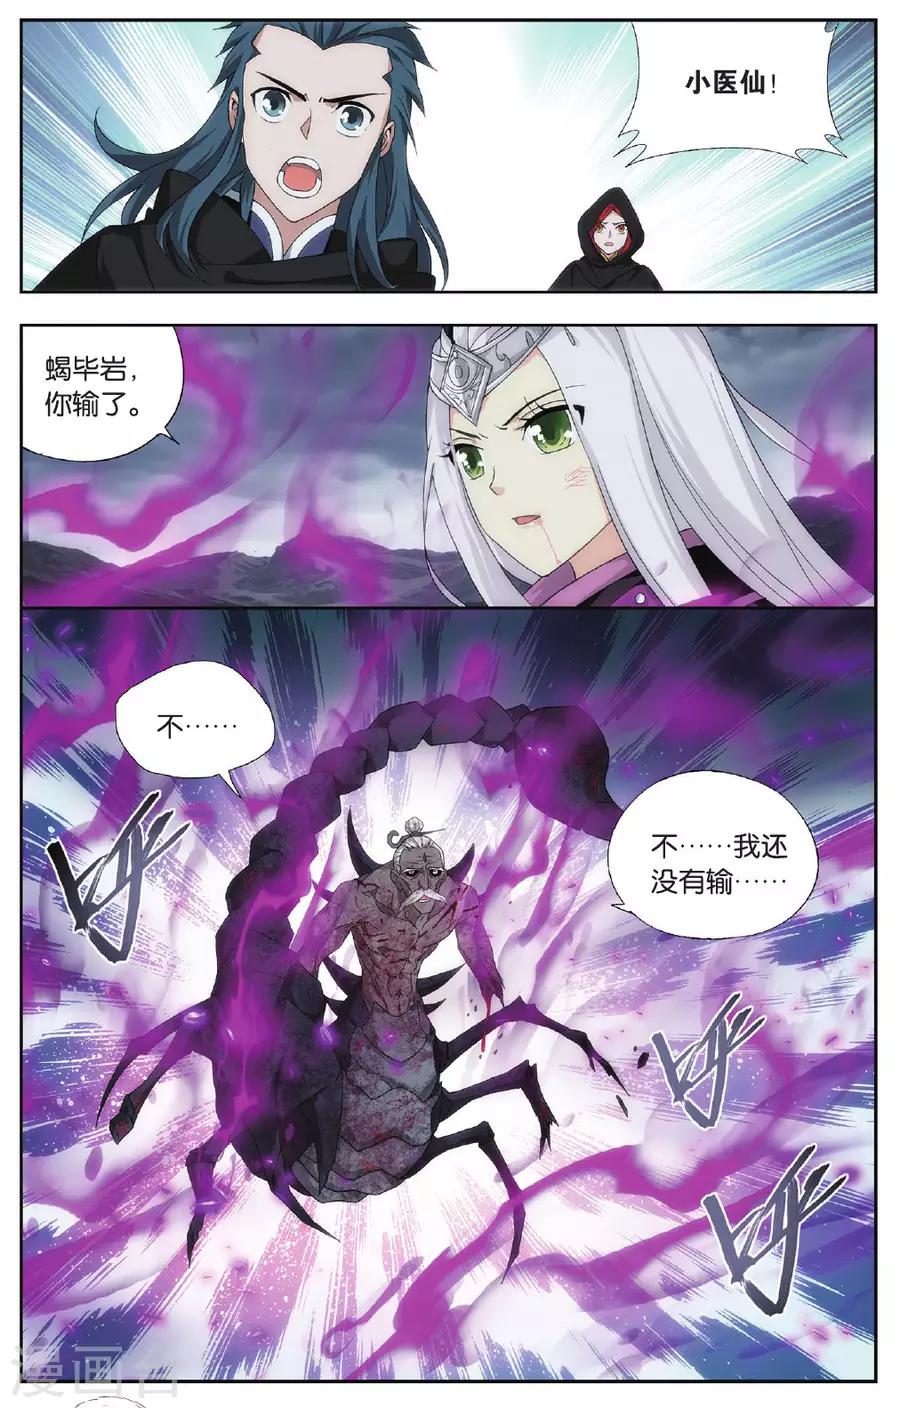 小医仙！
蝎毕岩，
你输了。
不……
不……我还
没有输……
呼
呼
呼
漫画台